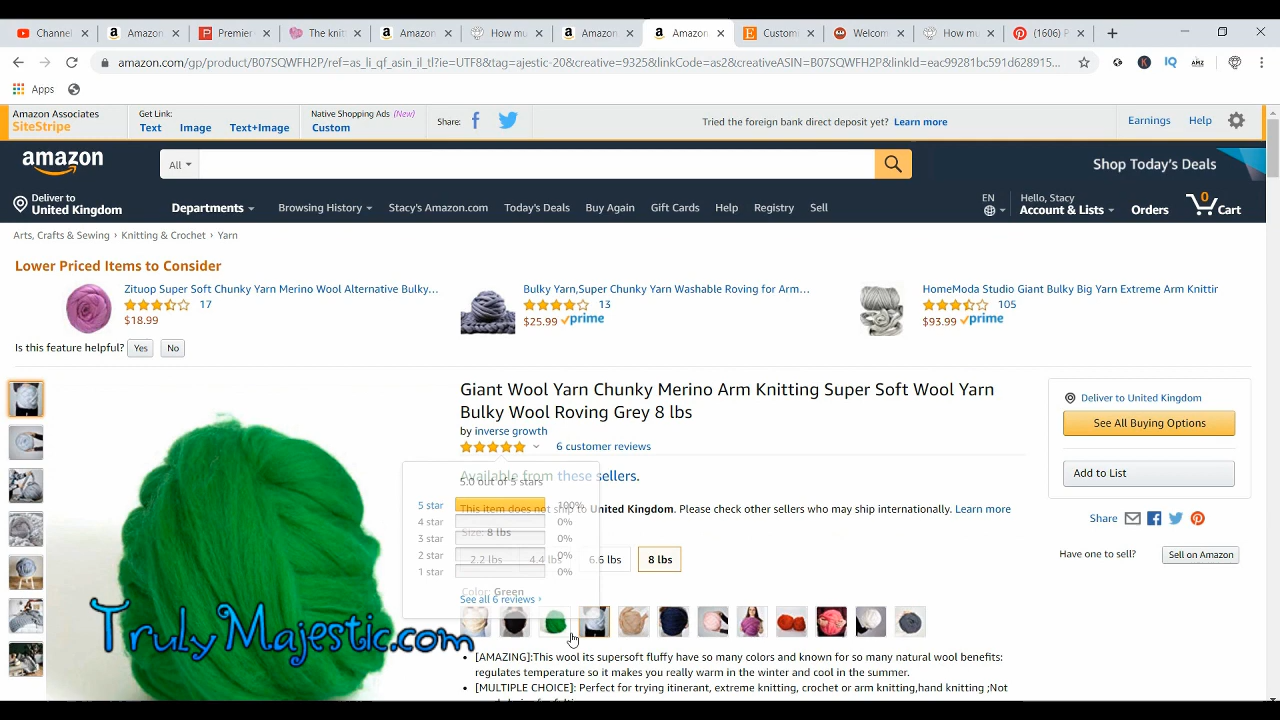 Channel
Amazon
Premier
The knit
Amazon
How mu
Amazon
Amazon
Custom
Welcom
How mu
(1606) P
amazon.com/gp/product/B07SQWFH2P/ref=as_li_qf_asin_il_tl?ie=UTF8&tag=ajestic-20&creative=9325&linkCode=as2&creativeASIN=B07SQWFH2P&linkId=eac99281bc591d628915...
Apps
Amazon Associates
SiteStripe
Get Link:
Text Image Text+Image
Native Shopping Ads (New)
Custom
Share:
Tried the foreign bank direct deposit yet? Learn more
Earnings
Help
amazon
All
Shop Today's Deals
Deliver to
United Kingdom
Departments
Browsing History
Stacy's Amazon.com
Today's Deals
Buy Again
Gift Cards
Help
Registry
Sell
EN
Hello, Stacy
Account & Lists
Orders
0
Cart
Arts, Crafts & Sewing › Knitting & Crochet › Yarn
Lower Priced Items to Consider
Zituop Super Soft Chunky Yarn Merino Wool Alternative Bulky...
17
$18.99
Bulky Yarn,Super Chunky Yarn Washable Roving for Arm...
13
$25.99 prime
HomeModa Studio Giant Bulky Big Yarn Extreme Arm Knittir
105
$93.99 prime
Is this feature helpful? Yes No
Giant Wool Yarn Chunky Merino Arm Knitting Super Soft Wool Yarn
Bulky Wool Roving Grey 8 lbs
by inverse growth
6 customer reviews
Available from these sellers.
5.0 out of 5 stars
5 star 100%
4 star 0%
3 star 0%
2 star 0%
1 star 0%
See all 6 reviews ›
This item does not ship to United Kingdom. Please check other sellers who may ship internationally. Learn more
Size: 8 lbs
2.2 lbs
4.4 lbs
6.6 lbs
8 lbs
Color: Green
[AMAZING]:This wool its supersoft fluffy have so many colors and known for so many natural wool benefits:
regulates temperature so it makes you really warm in the winter and cool in the summer.
[MULTIPLE CHOICE]: Perfect for trying itinerant, extreme knitting, crochet or arm knitting,hand knitting ;Not
Deliver to United Kingdom
See All Buying Options
Add to List
Share
Have one to sell?
Sell on Amazon
TrulyMajestic.com